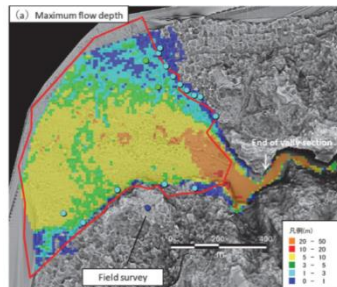 (a) Maximum flow depth
End of valley section
凡例(m)
20 - 50
10 - 20
5 - 10
3 - 5
1 - 3
0 - 1
Field survey